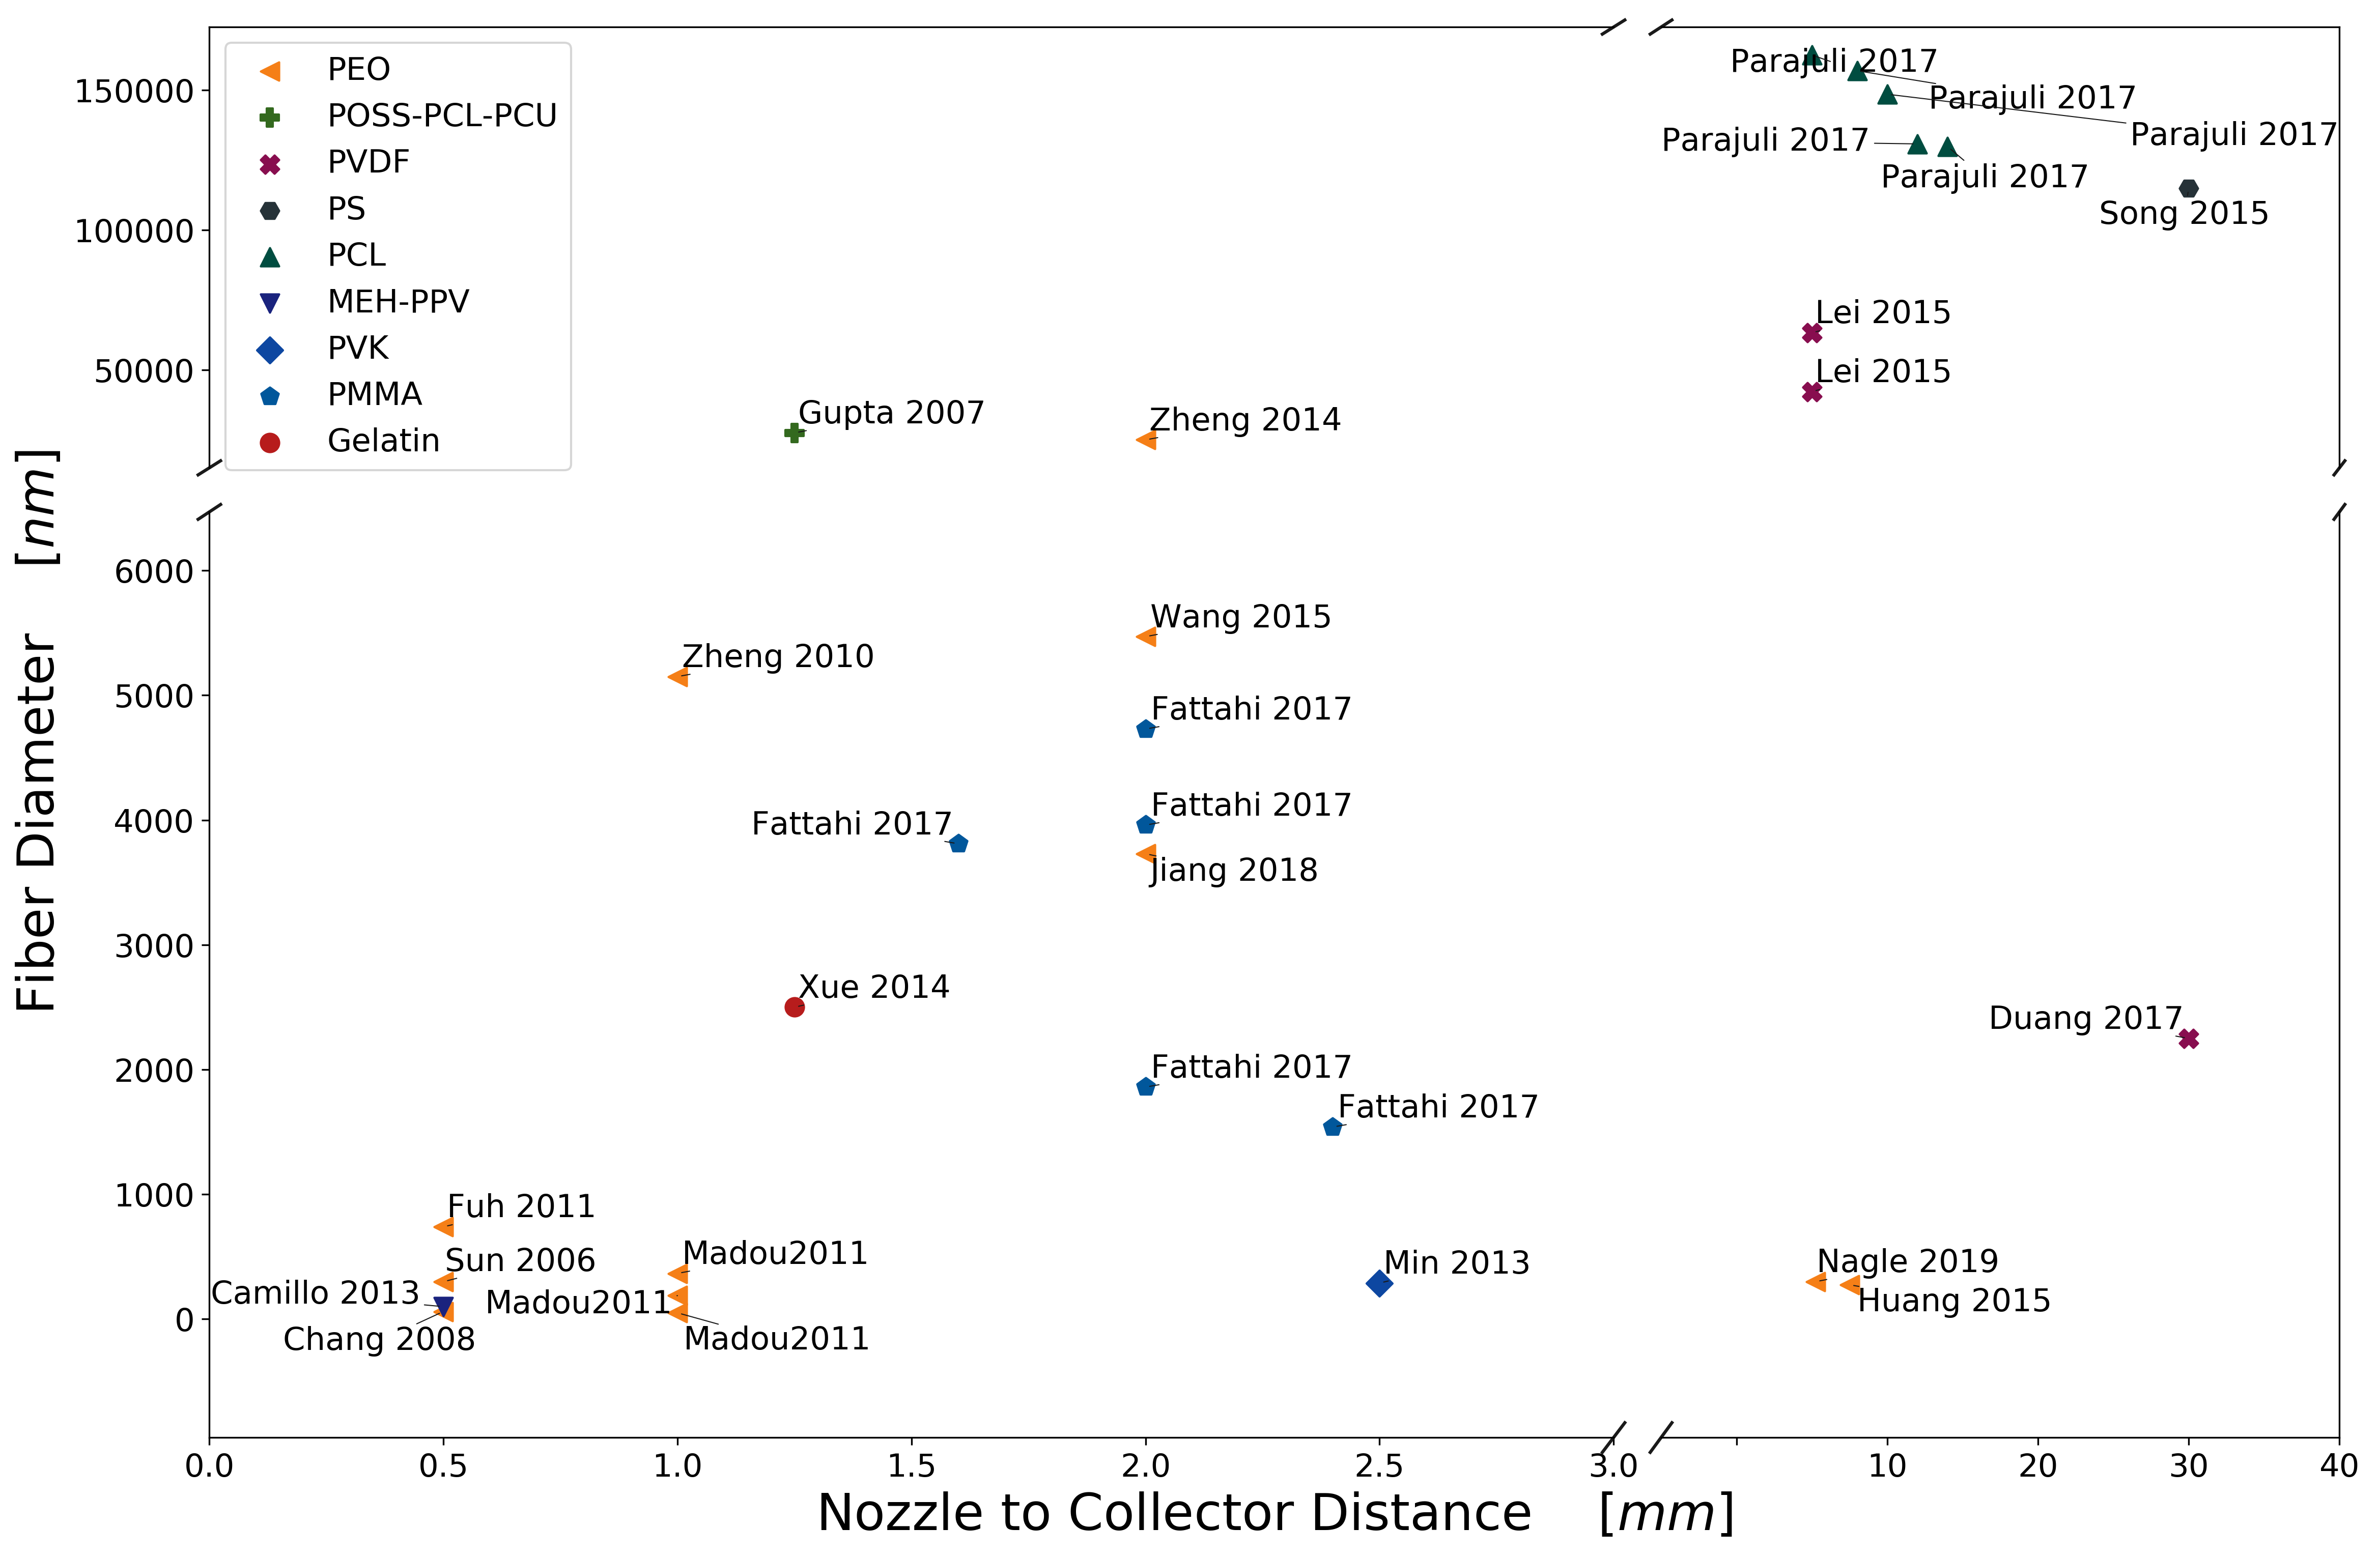 150000
100000
50000
PEO
POSS-PCL-PCU
PVDF
PS
PCL
MEH-PPV
PVK
PMMA
Gelatin
Parajuli 2017
Parajuli 2017
Parajuli 2017
Parajuli 2017
Parajuli 2017
Song 2015
Lei 2015
Lei 2015
Gupta 2007
Zheng 2014
Fiber Diameter [nm]
6000
5000
4000
3000
2000
1000
0
Wang 2015
Zheng 2010
Fattahi 2017
Fattahi 2017
Fattahi 2017
Jiang 2018
Xue 2014
Duang 2017
Fattahi 2017
Fattahi 2017
Fuh 2011
Sun 2006
Camillo 2013
Chang 2008
Madou2011
Madou2011
Madou2011
Min 2013
Nagle 2019
Huang 2015
0.0 0.5 1.0 1.5 2.0 2.5 3.0 10 20 30 40
Nozzle to Collector Distance [mm]